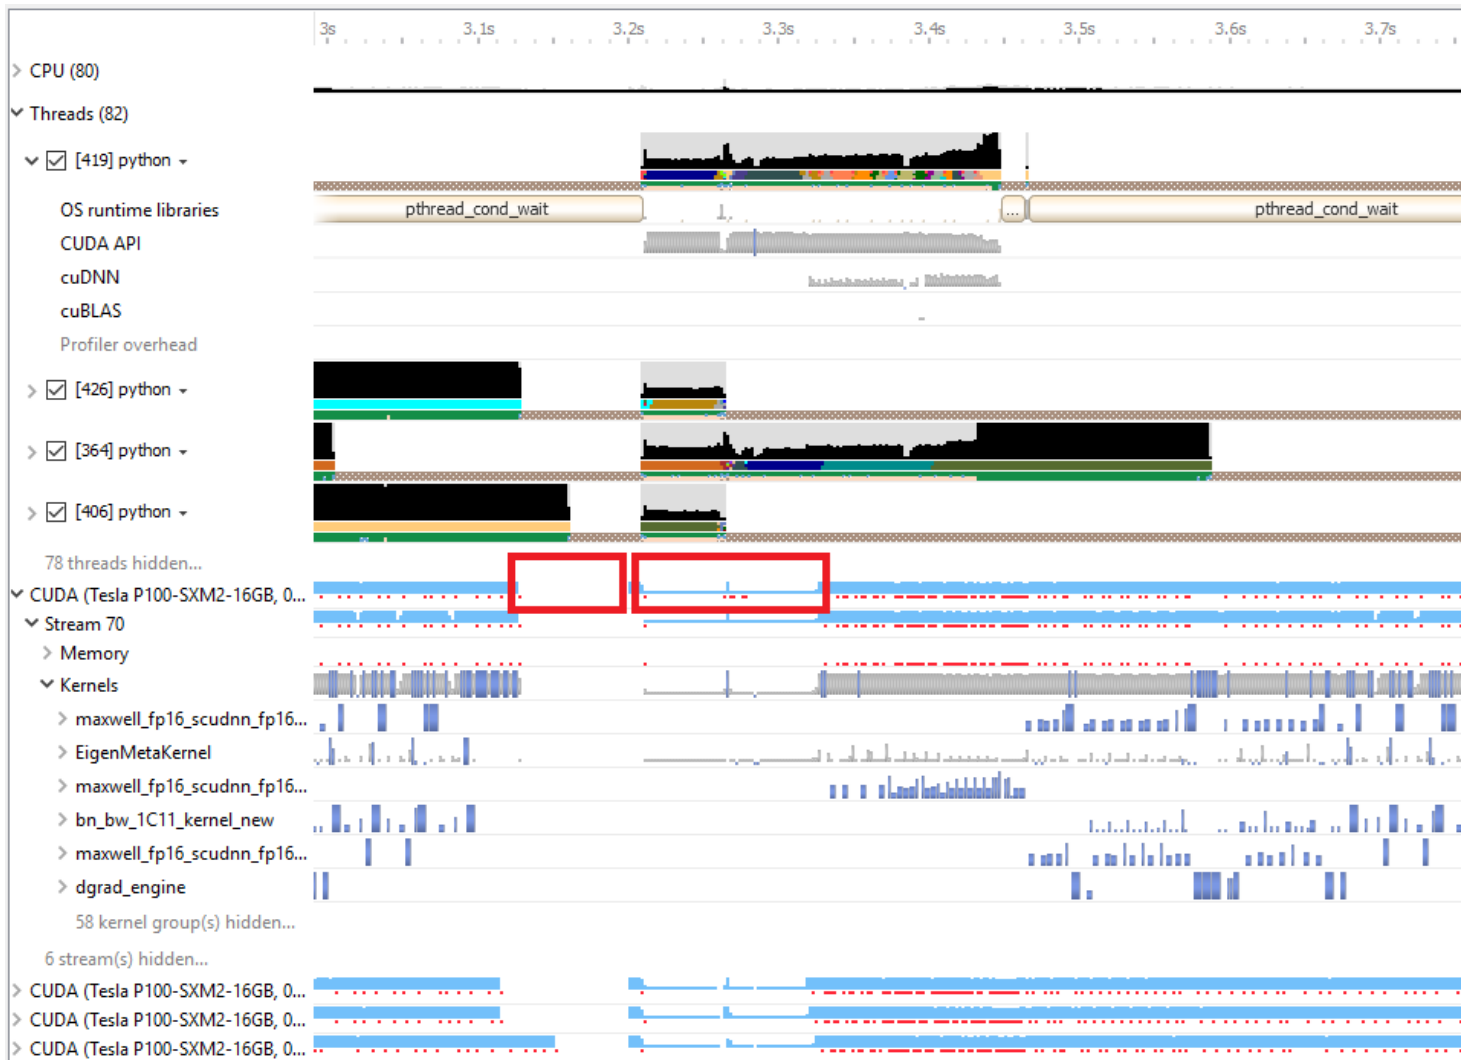 3s 3.1s 3.2s 3.3s 3.4s 3.5s 3.6s 3.7s
CPU (80)
Threads (82)
[419] python
OS runtime libraries
pthread_cond_wait ... pthread_cond_wait
CUDA API
cuDNN
cuBLAS
Profiler overhead
[426] python
[364] python
[406] python
78 threads hidden...
CUDA (Tesla P100-SXM2-16GB, 0...
Stream 70
Memory
Kernels
maxwell_fp16_scudnn_fp16...
EigenMetaKernel
maxwell_fp16_scudnn_fp16...
bn_bw_1C11_kernel_new
maxwell_fp16_scudnn_fp16...
dgrad_engine
58 kernel group(s) hidden...
6 stream(s) hidden...
CUDA (Tesla P100-SXM2-16GB, 0...
CUDA (Tesla P100-SXM2-16GB, 0...
CUDA (Tesla P100-SXM2-16GB, 0...